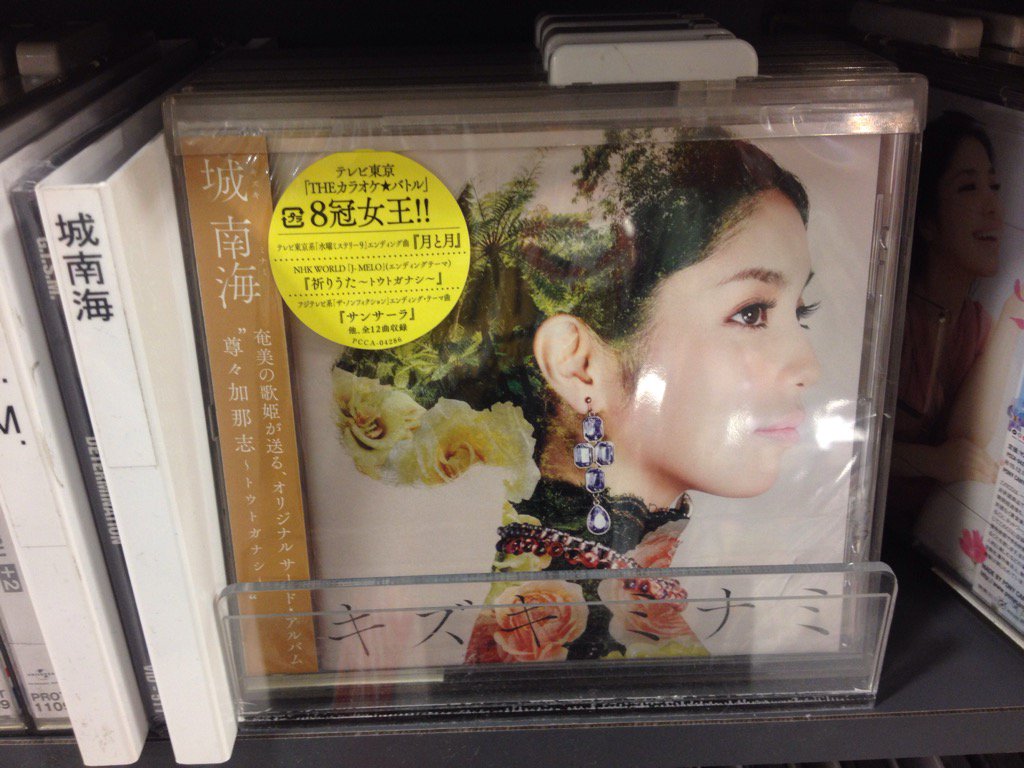 城南海
城南海
"尊々加那志～トウトガナシ～"
奄美の歌姫が送る、オリジナルサード・アルバム
テレビ東京
「THEカラオケ★バトル」
8冠女王!!
テレビ東京系「水曜ミステリー9」エンディング曲『月と月』
NHK WORLD「J-MELO」(エンディングテーマ)
『祈りうた～トウトガナシ～』
フジテレビ系「ザ・ノンフィクション」エンディング・テーマ曲
『サンサーラ』
他、全12曲収録
PCCA-04286
キズキミナミ
DETERMINATION
M.
+2
PROT
1109